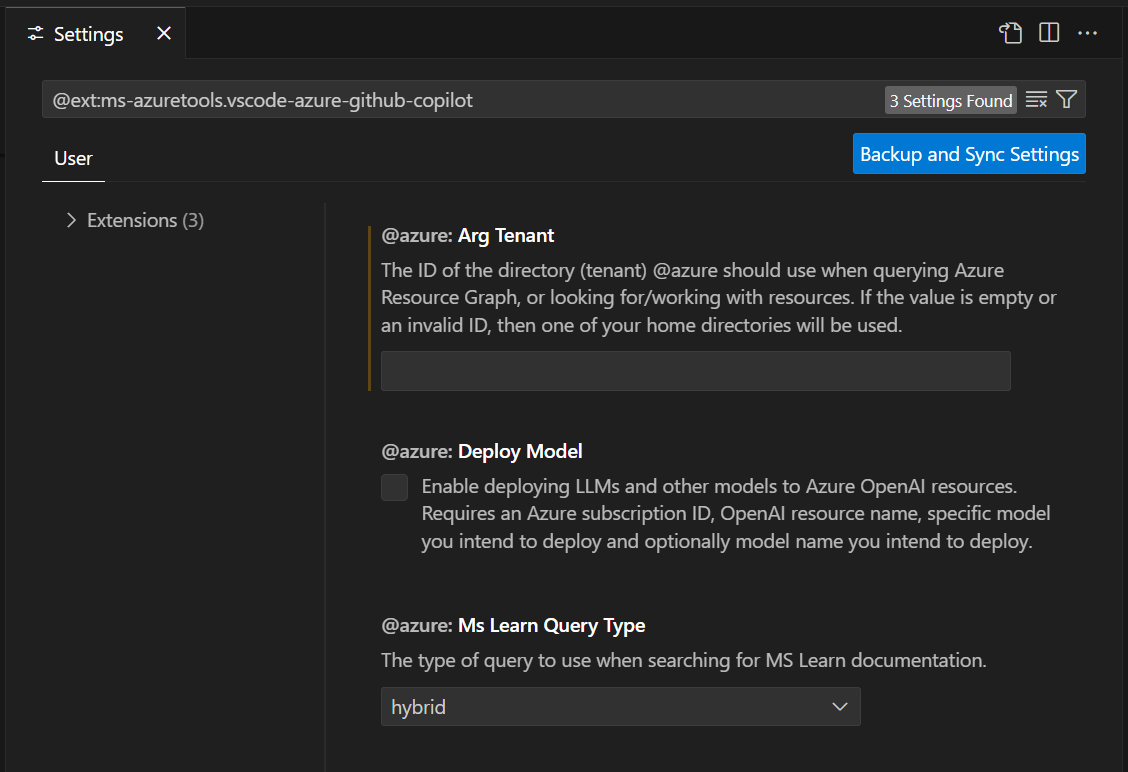 Settings
@ext:ms-azuretools.vscode-azure-github-copilot
3 Settings Found
User
Backup and Sync Settings
Extensions (3)
@azure: Arg Tenant
The ID of the directory (tenant) @azure should use when querying Azure
Resource Graph, or looking for/working with resources. If the value is empty or
an invalid ID, then one of your home directories will be used.
@azure: Deploy Model
Enable deploying LLMs and other models to Azure OpenAI resources.
Requires an Azure subscription ID, OpenAI resource name, specific model
you intend to deploy and optionally model name you intend to deploy.
@azure: Ms Learn Query Type
The type of query to use when searching for MS Learn documentation.
hybrid